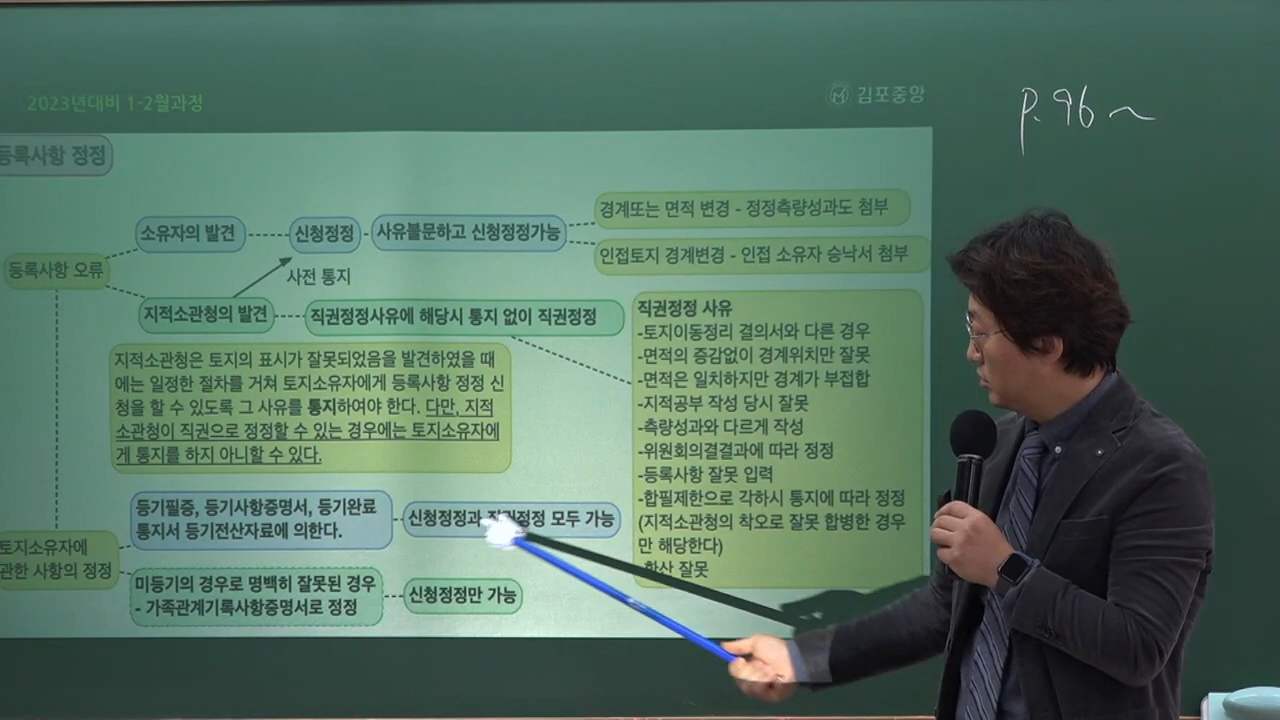 2023년대비 1-2월과정
김포중앙
p.96~
등록사항 정정
등록사항 오류
소유자의 발견
신청정정
사유불문하고 신청정정가능
경계또는 면적 변경 - 정정측량성과도 첨부
인접토지 경계변경 - 인접 소유자 승낙서 첨부
사전 통지
지적소관청의 발견
직권정정사유에 해당시 통지 없이 직권정정
직권정정 사유
-토지이동정리 결의서와 다른 경우
-면적의 증감없이 경계위치만 잘못
-면적은 일치하지만 경계가 부접합
-지적공부 작성 당시 잘못
-측량성과와 다르게 작성
-위원회의결결과에 따라 정정
-등록사항 잘못 입력
-합필제한으로 각하시 통지에 따라 정정
(지적소관청의 착오로 잘못 합병한 경우
만 해당한다)
-환산 잘못
지적소관청은 토지의 표시가 잘못되었음을 발견하였을 때
에는 일정한 절차를 거쳐 토지소유자에게 등록사항 정정 신
청을 할 수 있도록 그 사유를 통지하여야 한다. 다만, 지적
소관청이 직권으로 정정할 수 있는 경우에는 토지소유자에
게 통지를 하지 아니할 수 있다.
토지소유자에
관한 사항의 정정
등기필증, 등기사항증명서, 등기완료
통지서 등기전산자료에 의한다.
신청정정과 직권정정 모두 가능
미등기의 경우로 명백히 잘못된 경우
- 가족관계기록사항증명서로 정정
신청정정만 가능